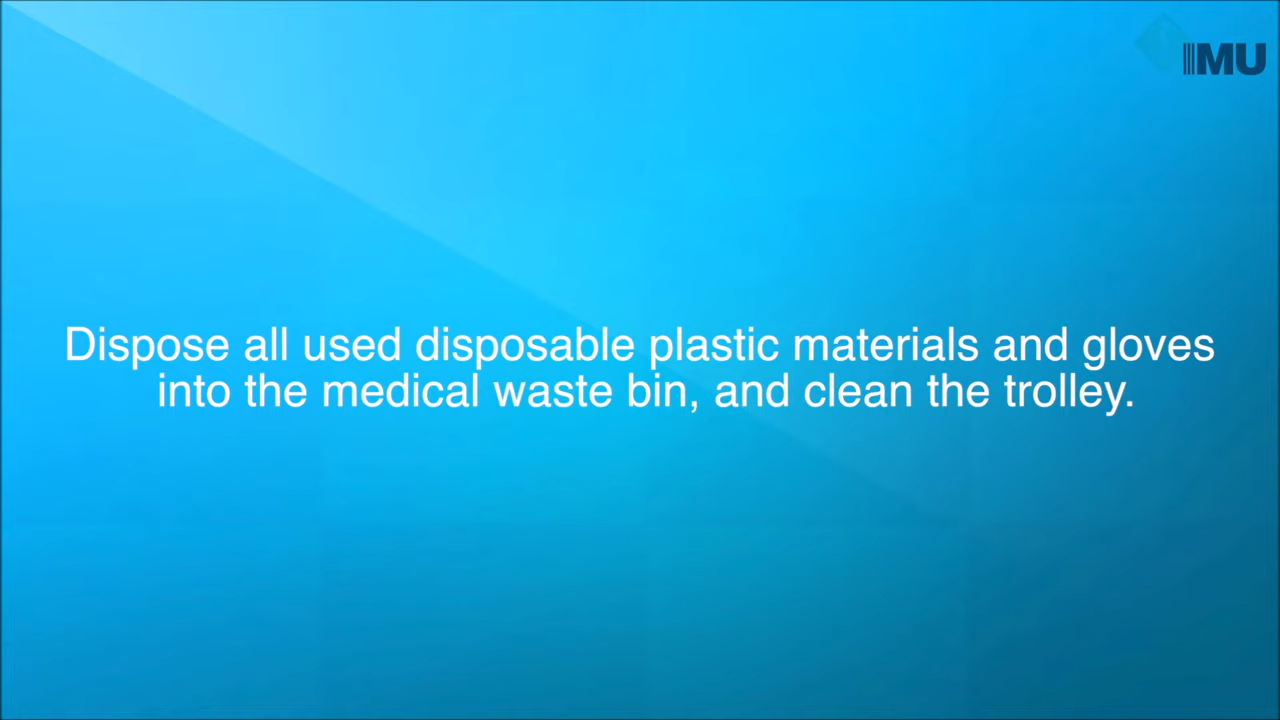 IMU
Dispose all used disposable plastic materials and gloves
into the medical waste bin, and clean the trolley.